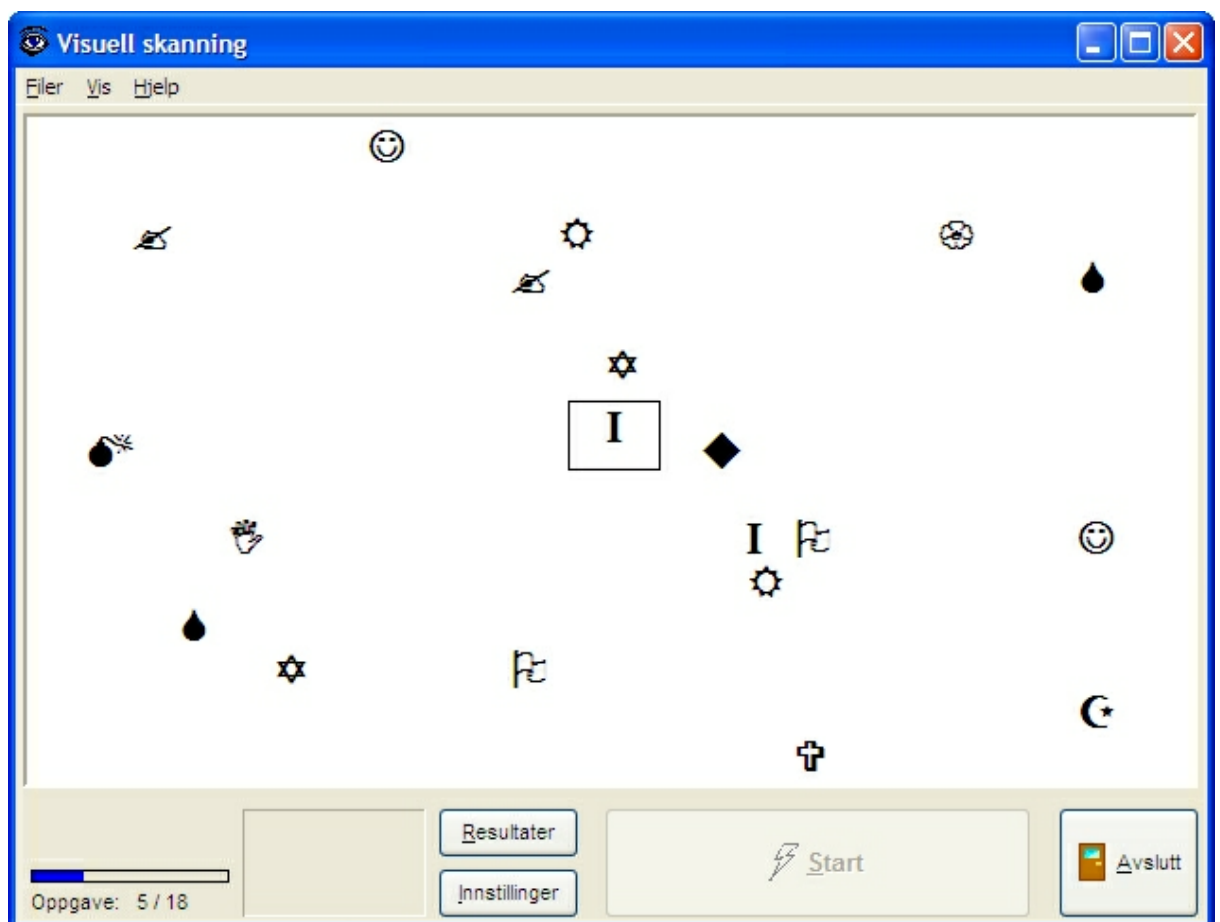 Visuell skanning
Filer Vis Hjelp
I
I
Resultater
Start
Avslutt
Innstillinger
Oppgave: 5 / 18